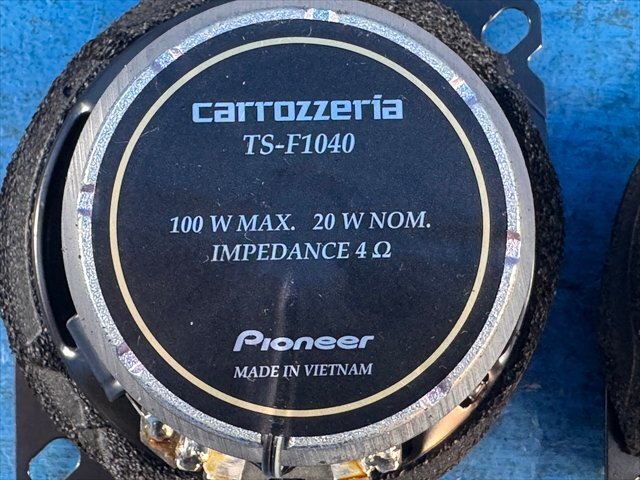 carrozzeria
TS-F1040
100 W MAX. 20 W NOM.
IMPEDANCE 4 Ω
Pioneer
MADE IN VIETNAM